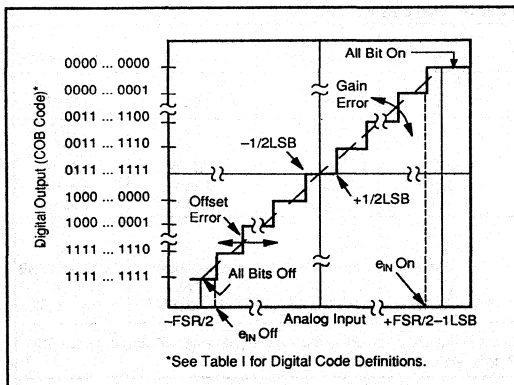 Digital Output (COB Code)*
0000 ... 0000
0000 ... 0001
0011 ... 1100
0011 ... 1110
0111 ... 1111
1000 ... 0000
1000 ... 0001
1111 ... 1110
1111 ... 1111
All Bit On
Gain
Error
–1/2LSB
+1/2LSB
Offset
Error
All Bits Off
eIN On
–FSR/2
eIN Off
Analog Input
+FSR/2–1LSB
*See Table I for Digital Code Definitions.